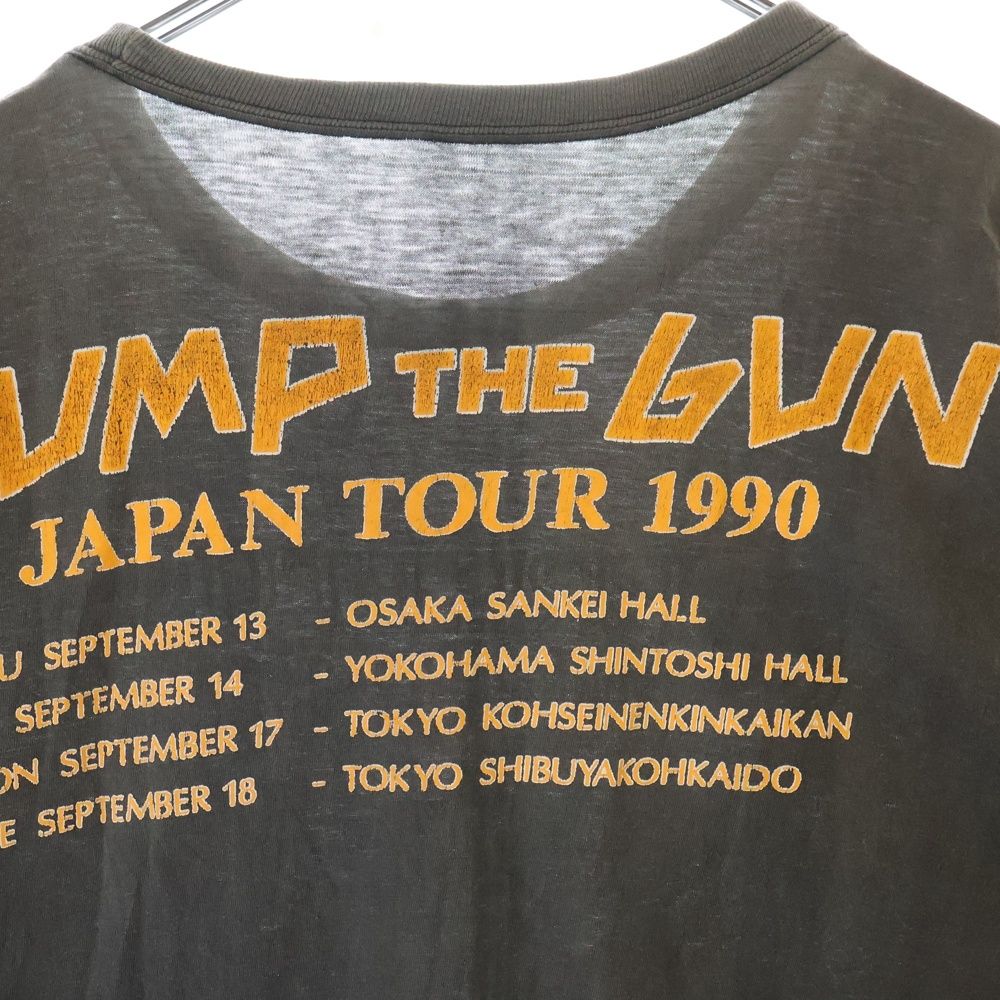 UMP THE GUN
JAPAN TOUR 1990
U SEPTEMBER 13 - OSAKA SANKEI HALL
SEPTEMBER 14 - YOKOHAMA SHINTOSHI HALL
ON SEPTEMBER 17 - TOKYO KOHSEINENKINKAIKAN
E SEPTEMBER 18 - TOKYO SHIBUYAKOHKAIDO